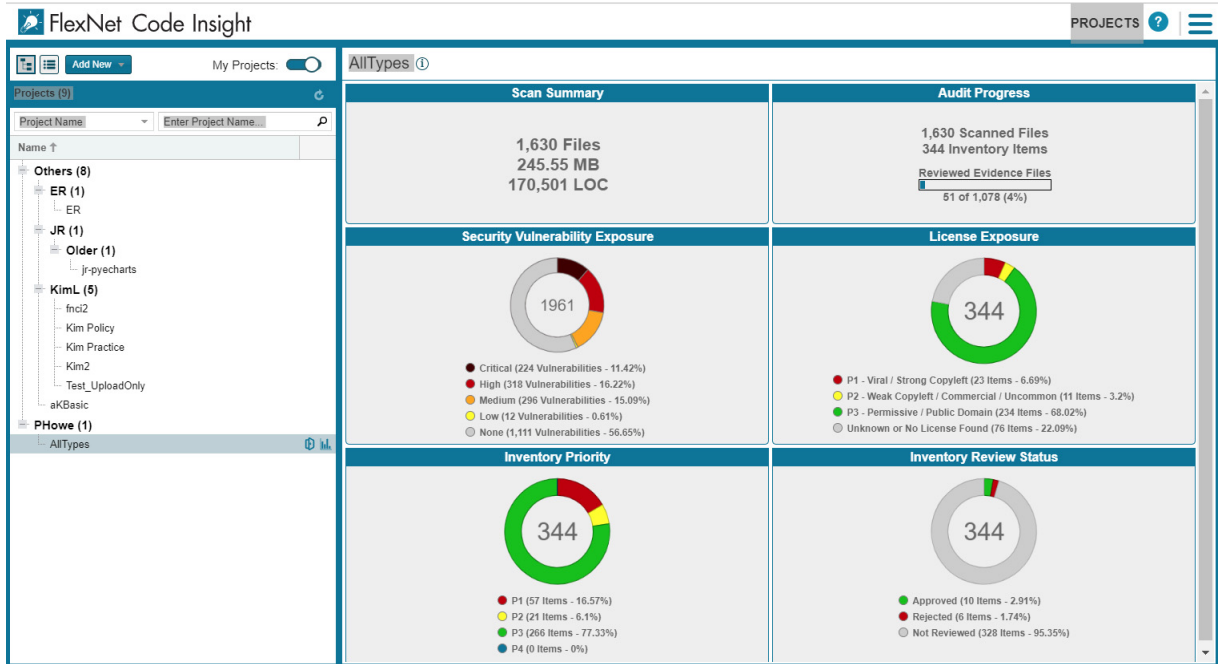 FlexNet Code Insight
PROJECTS ?
Add New
My Projects:
Projects (9)
Project Name
Enter Project Name...
Name ↑
Others (8)
ER (1)
ER
JR (1)
Older (1)
jr-pyecharts
KimL (5)
fnci2
Kim Policy
Kim Practice
Kim2
Test_UploadOnly
aKBasic
PHowe (1)
AllTypes
AllTypes i
Scan Summary
1,630 Files
245.55 MB
170,501 LOC
Audit Progress
1,630 Scanned Files
344 Inventory Items
Reviewed Evidence Files
51 of 1,078 (4%)
Security Vulnerability Exposure
1961
Critical (224 Vulnerabilities - 11.42%)
High (318 Vulnerabilities - 16.22%)
Medium (296 Vulnerabilities - 15.09%)
Low (12 Vulnerabilities - 0.61%)
None (1,111 Vulnerabilities - 56.65%)
License Exposure
344
P1 - Viral / Strong Copyleft (23 Items - 6.69%)
P2 - Weak Copyleft / Commercial / Uncommon (11 Items - 3.2%)
P3 - Permissive / Public Domain (234 Items - 68.02%)
Unknown or No License Found (76 Items - 22.09%)
Inventory Priority
344
P1 (57 Items - 16.57%)
P2 (21 Items - 6.1%)
P3 (266 Items - 77.33%)
P4 (0 Items - 0%)
Inventory Review Status
344
Approved (10 Items - 2.91%)
Rejected (6 Items - 1.74%)
Not Reviewed (328 Items - 95.35%)